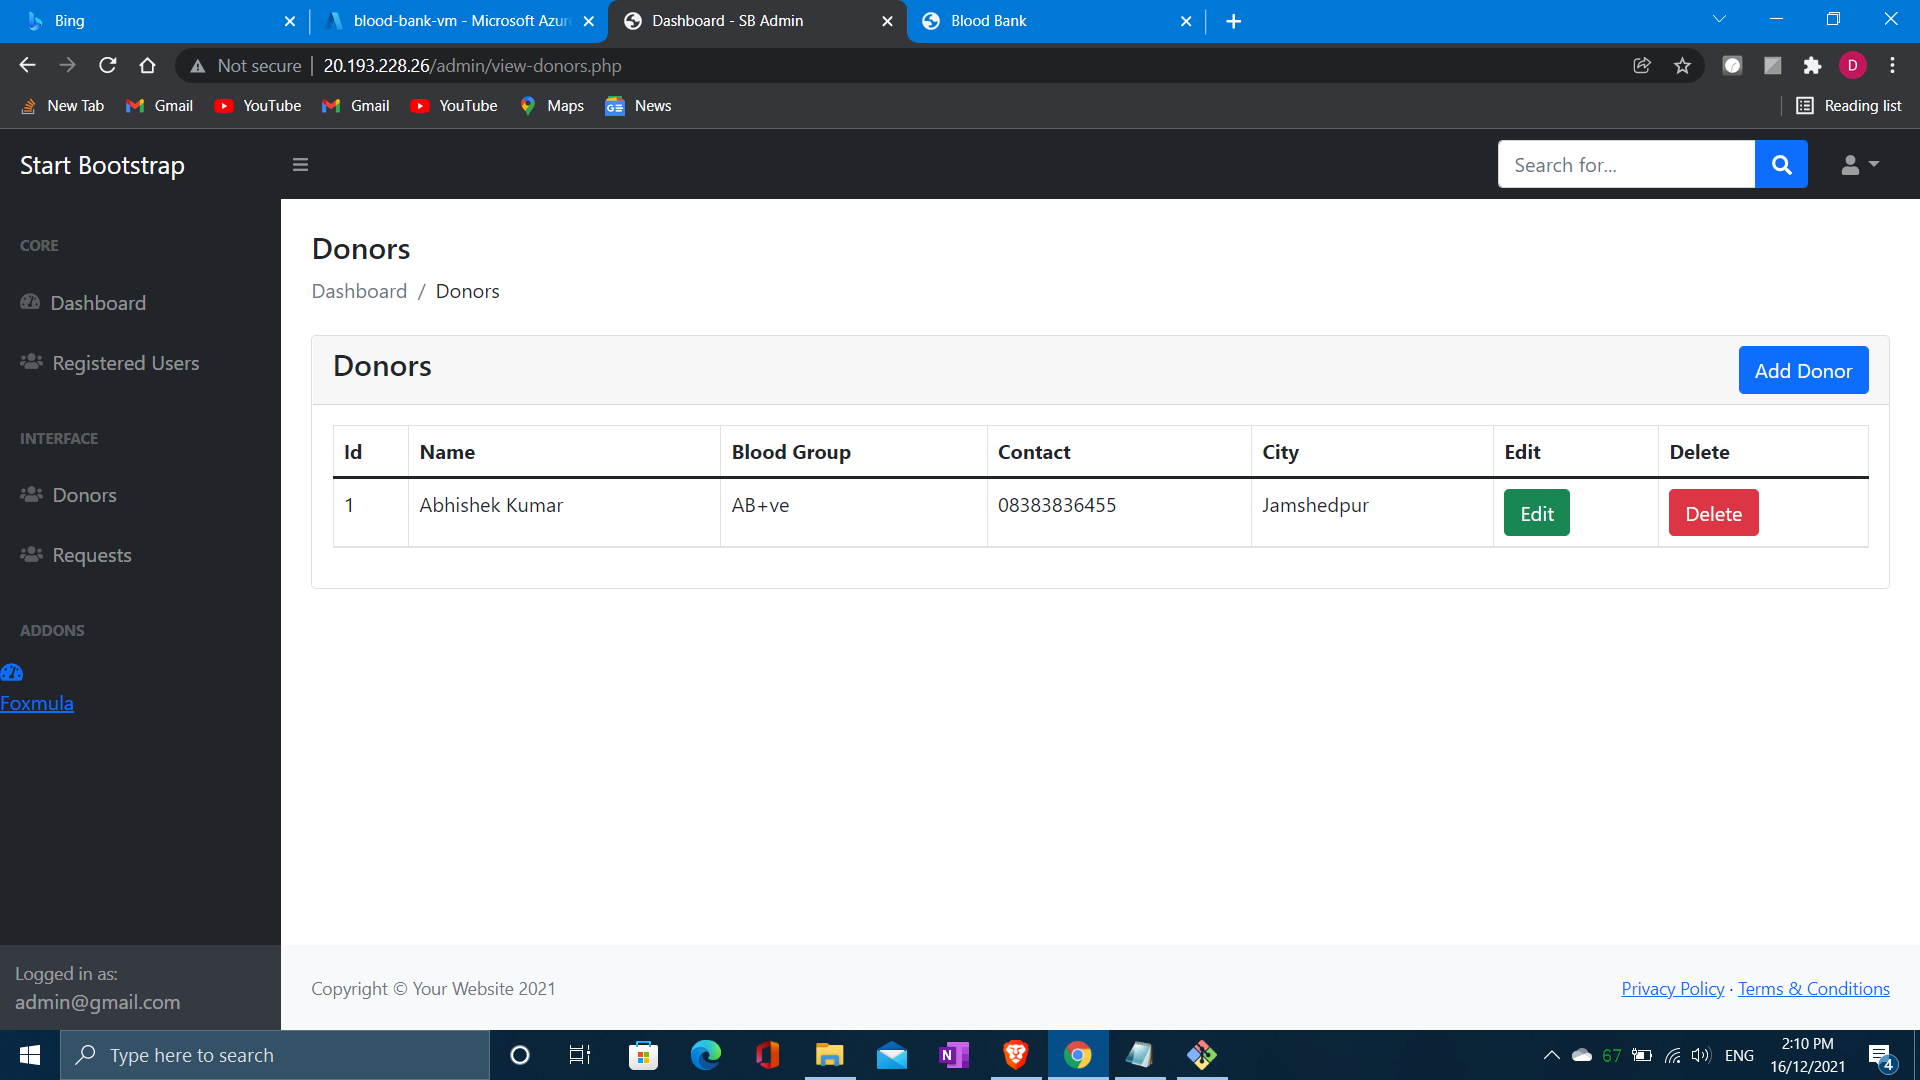 Bing
blood-bank-vm - Microsoft Azur
Dashboard - SB Admin
Blood Bank
Not secure
20.193.228.26/admin/view-donors.php
D
New Tab
Gmail
YouTube
Gmail
YouTube
Maps
News
Reading list
Start Bootstrap
Search for...
CORE
Dashboard
Registered Users
INTERFACE
Donors
Requests
ADDONS
Foxmula
Logged in as:
admin@gmail.com
Donors
Dashboard / Donors
Donors
Add Donor
Id Name Blood Group Contact City Edit Delete
1 Abhishek Kumar AB+ve 08383836455 Jamshedpur Edit Delete
Copyright © Your Website 2021
Privacy Policy · Terms & Conditions
Type here to search
67
ENG
2:10 PM
16/12/2021
4